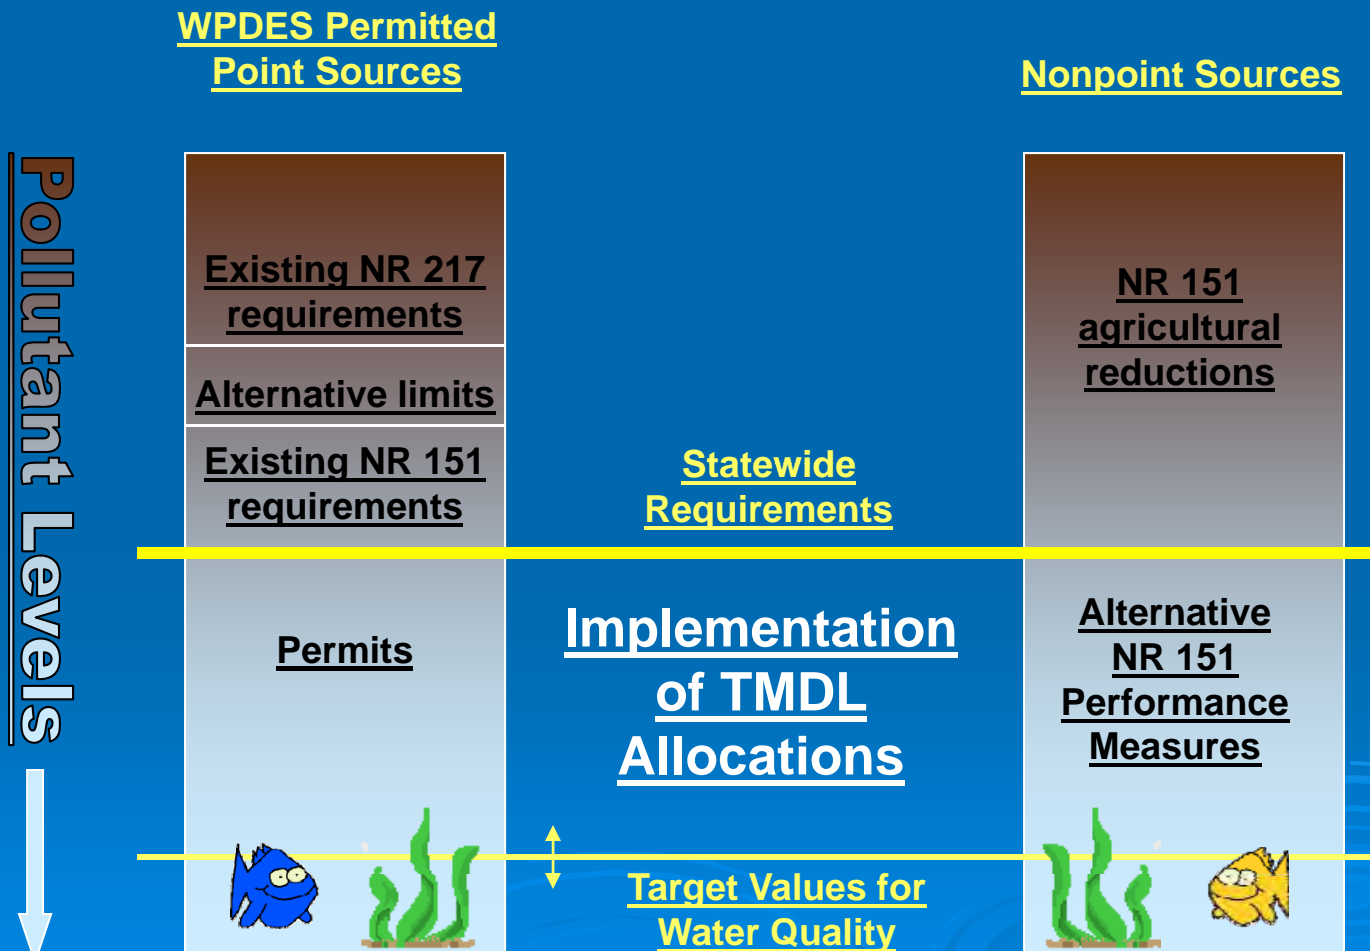 WPDES Permitted
Point Sources
Nonpoint Sources
Pollutant Levels
Existing NR 217
requirements
Alternative limits
Existing NR 151
requirements
NR 151
agricultural
reductions
Statewide
Requirements
Permits
Implementation
of TMDL
Allocations
Alternative
NR 151
Performance
Measures
Target Values for
Water Quality